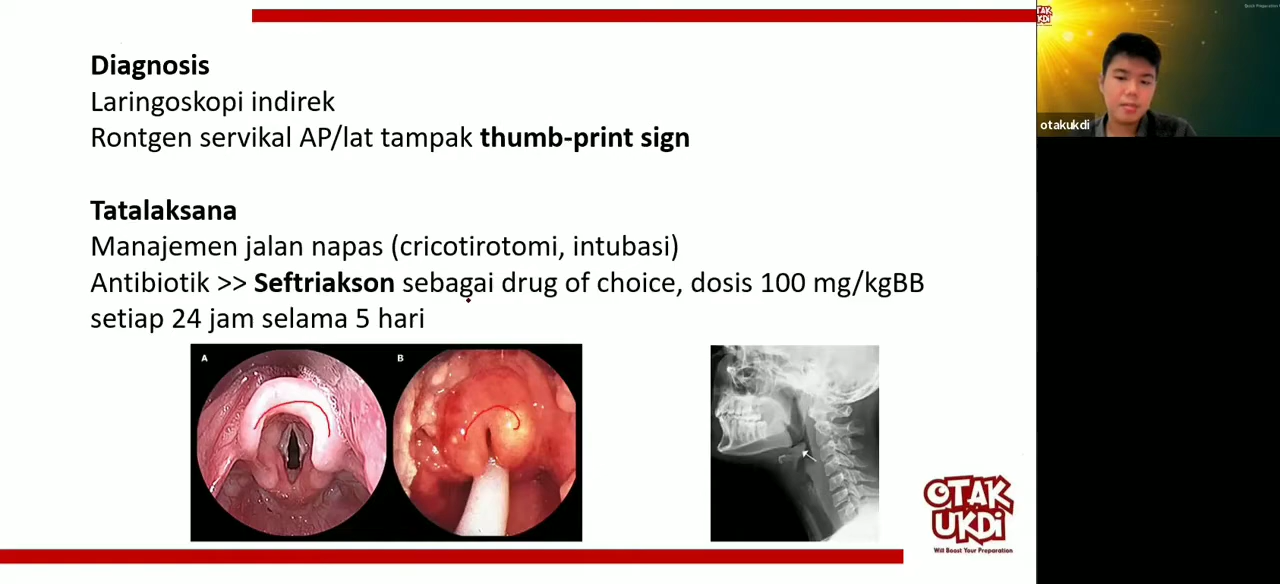 Diagnosis
Laringoskopi indirek
Rontgen servikal AP/lat tampak thumb-print sign
Tatalaksana
Manajemen jalan napas (cricotirotomi, intubasi)
Antibiotik >> Seftriakson sebagai drug of choice, dosis 100 mg/kgBB
setiap 24 jam selama 5 hari
A
B
OTAK
UKDI
Will Boost Your Preparation
otakukdi